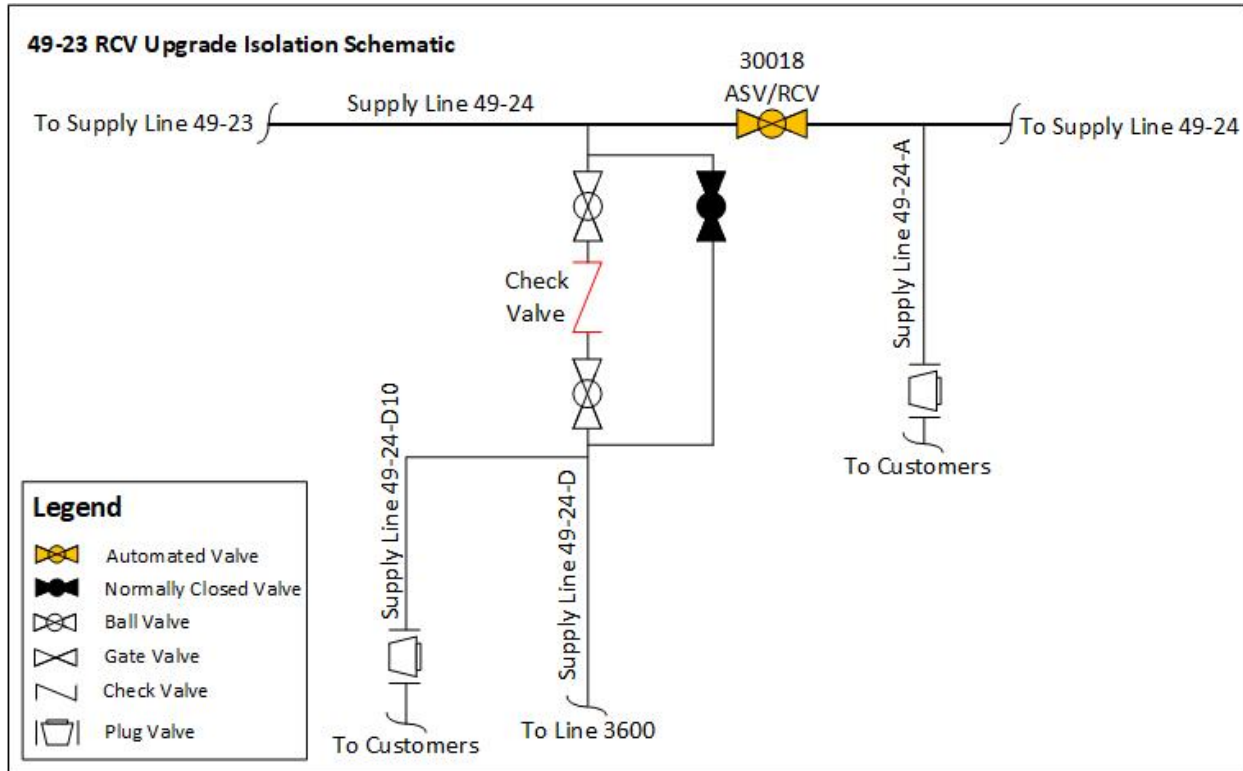 49-23 RCV Upgrade Isolation Schematic
30018
ASV/RCV
Supply Line 49-24
To Supply Line 49-23
To Supply Line 49-24
Supply Line 49-24-A
Check
Valve
To Customers
Supply Line 49-24-D10
Supply Line 49-24-D
To Customers
To Line 3600
Legend
Automated Valve
Normally Closed Valve
Ball Valve
Gate Valve
Check Valve
Plug Valve